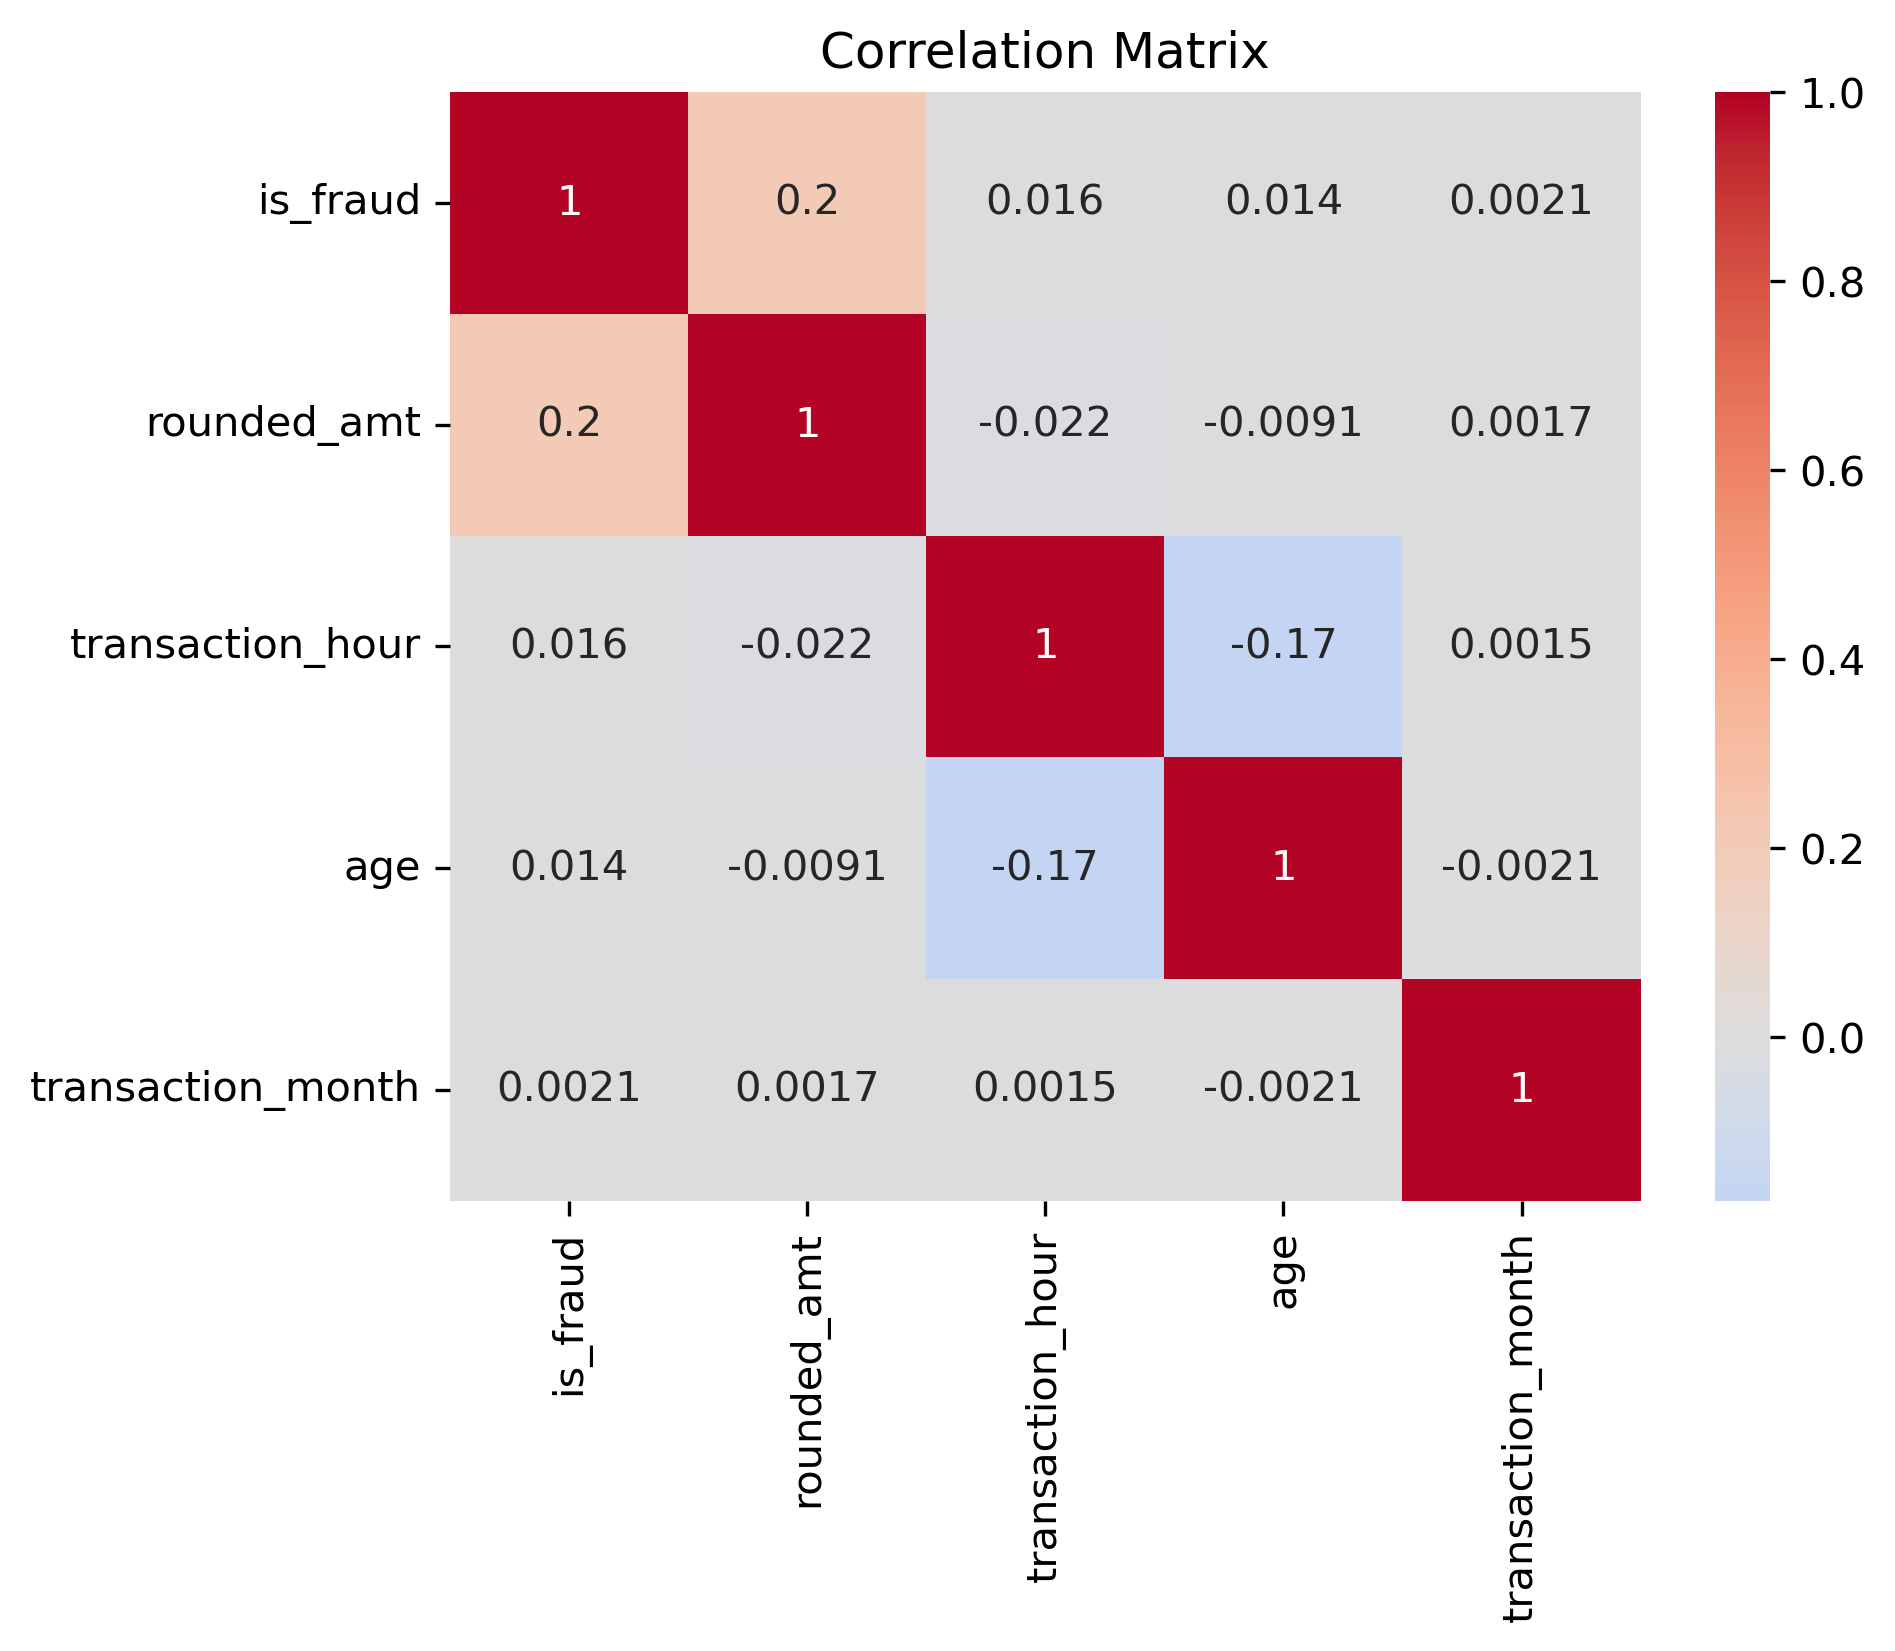 Correlation Matrix
is_fraud 1 0.2 0.016 0.014 0.0021
rounded_amt 0.2 1 -0.022 -0.0091 0.0017
transaction_hour 0.016 -0.022 1 -0.17 0.0015
age 0.014 -0.0091 -0.17 1 -0.0021
transaction_month 0.0021 0.0017 0.0015 -0.0021 1
is_fraud
rounded_amt
transaction_hour
age
transaction_month
1.0
0.8
0.6
0.4
0.2
0.0